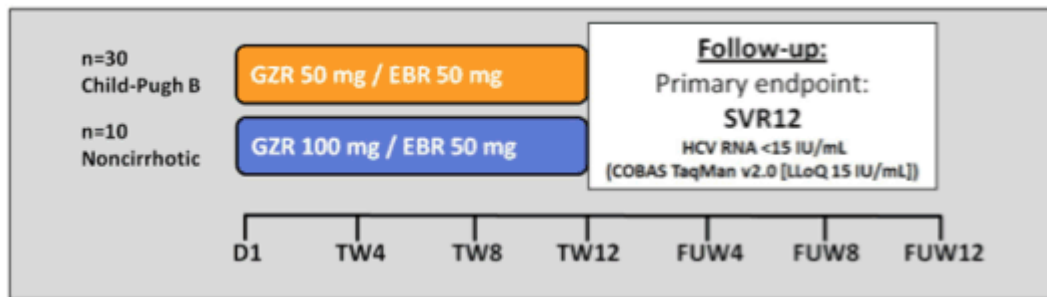 n=30
Child-Pugh B
GZR 50 mg / EBR 50 mg
n=10
Noncirrhotic
GZR 100 mg / EBR 50 mg
Follow-up:
Primary endpoint:
SVR12
HCV RNA <15 IU/mL
(COBAS TaqMan v2.0 [LLoQ 15 IU/mL])
D1 TW4 TW8 TW12 FUW4 FUW8 FUW12